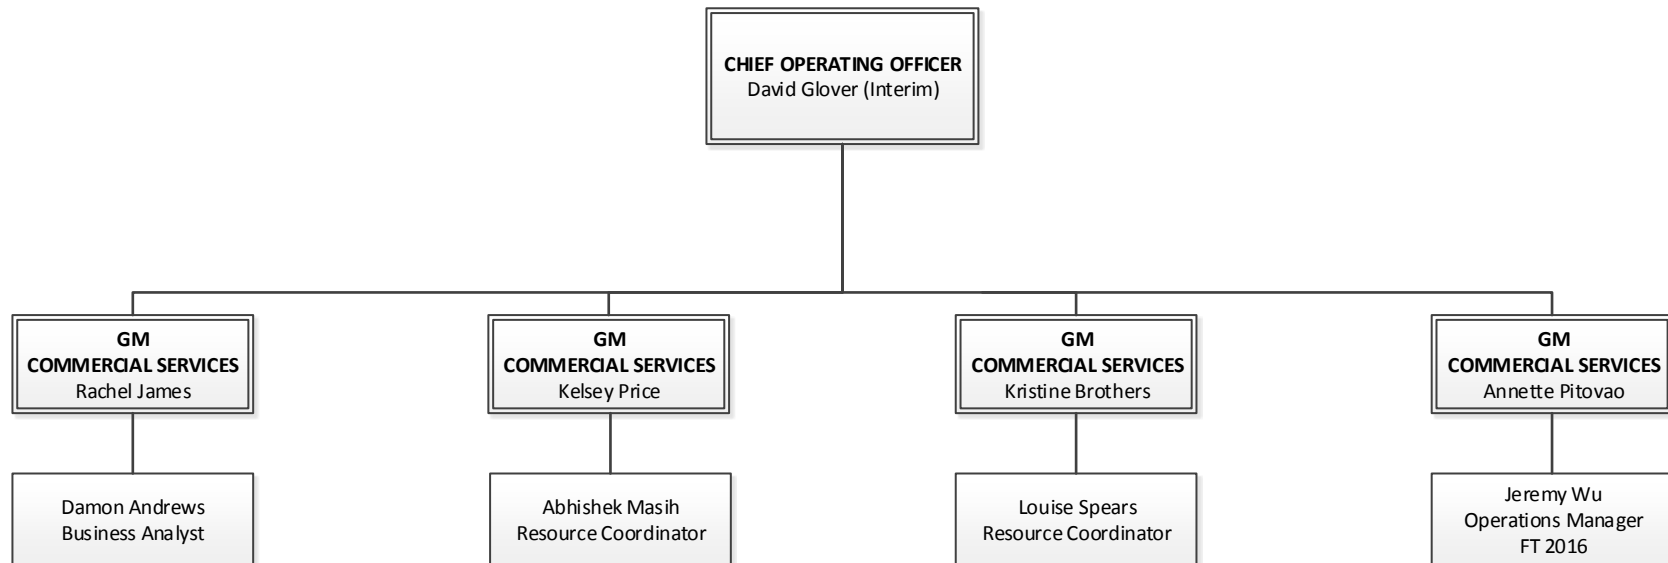 CHIEF OPERATING OFFICER
David Glover (Interim)
GM
COMMERCIAL SERVICES
Rachel James
GM
COMMERCIAL SERVICES
Kelsey Price
GM
COMMERCIAL SERVICES
Kristine Brothers
GM
COMMERCIAL SERVICES
Annette Pitovao
Damon Andrews
Business Analyst
Abhishek Masih
Resource Coordinator
Louise Spears
Resource Coordinator
Jeremy Wu
Operations Manager
FT 2016